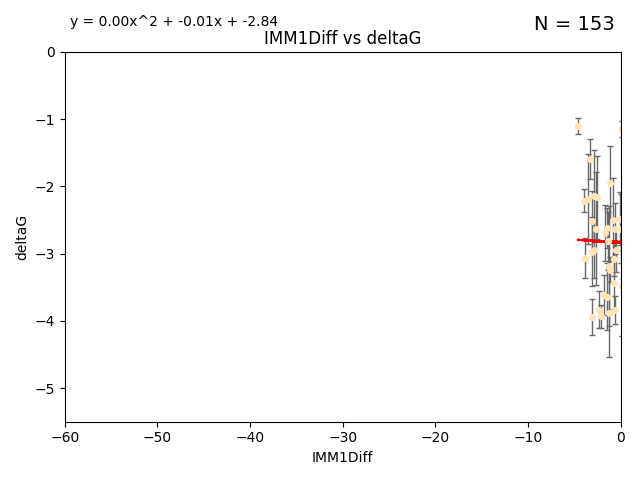 y = 0.00x^2 + -0.01x + -2.84
N = 153
IMM1Diff vs deltaG
0
−1
−2
−3
−4
−5
deltaG
−60 −50 −40 −30 −20 −10 0
IMM1Diff